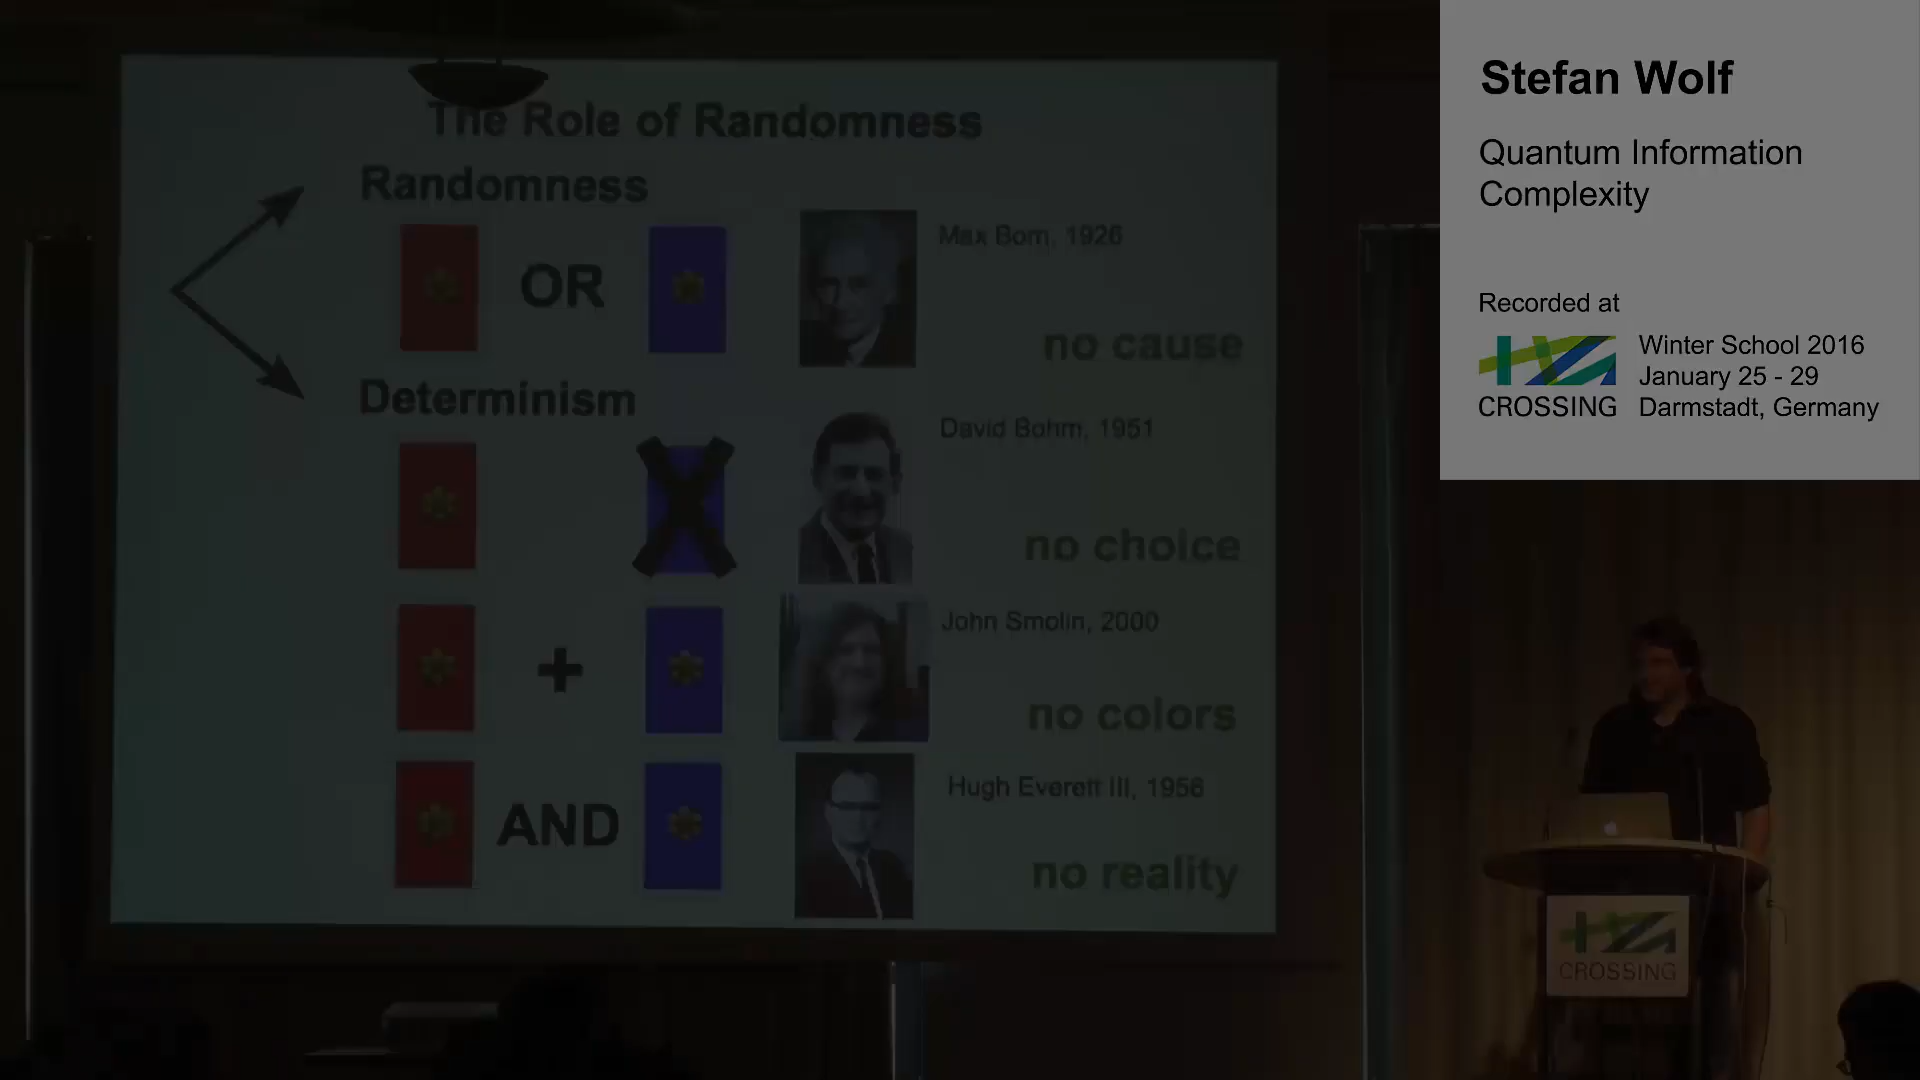 The Role of Randomness
Randomness
OR
Max Born, 1926
no cause
Determinism
David Bohm, 1951
no choice
+
John Smolin, 2000
no colors
AND
Hugh Everett III, 1956
no reality
Stefan Wolf
Quantum Information
Complexity
Recorded at
CROSSING
Winter School 2016
January 25 - 29
Darmstadt, Germany
CROSSING